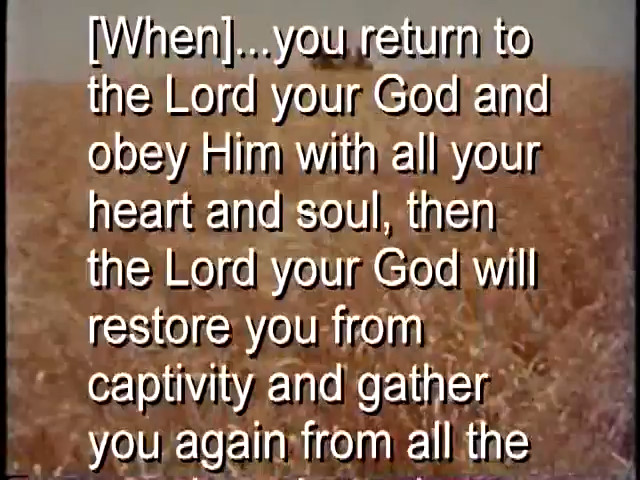 [When]...you return to
the Lord your God and
obey Him with all your
heart and soul, then
the Lord your God will
restore you from
captivity and gather
you again from all the